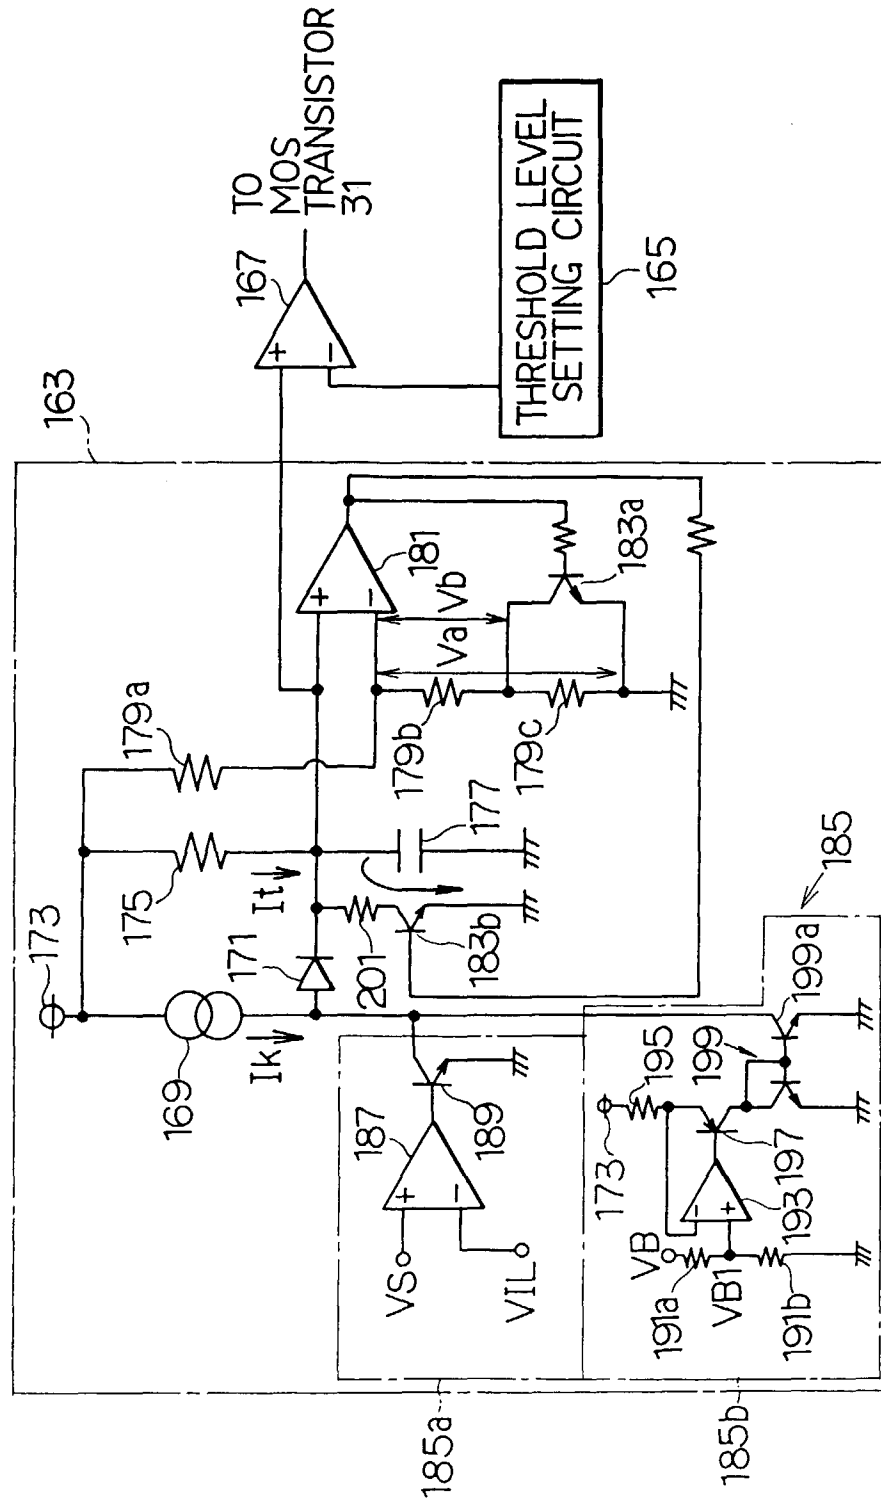 163
173
175
179a
169
Ik
171
It
201
183b
177
179b
179c
Va
Vb
+
−
181
183a
+
−
167
TO
MOS
TRANSISTOR
31
THRESHOLD LEVEL
SETTING CIRCUIT
165
185a
VS
VIL
+
−
187
189
185b
VB
191a
VB1
191b
173
−
+
193
195
197
199
199a
185